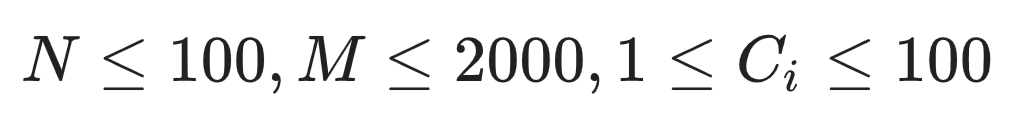 N ≤ 100, M ≤ 2000, 1 ≤ C_i ≤ 100